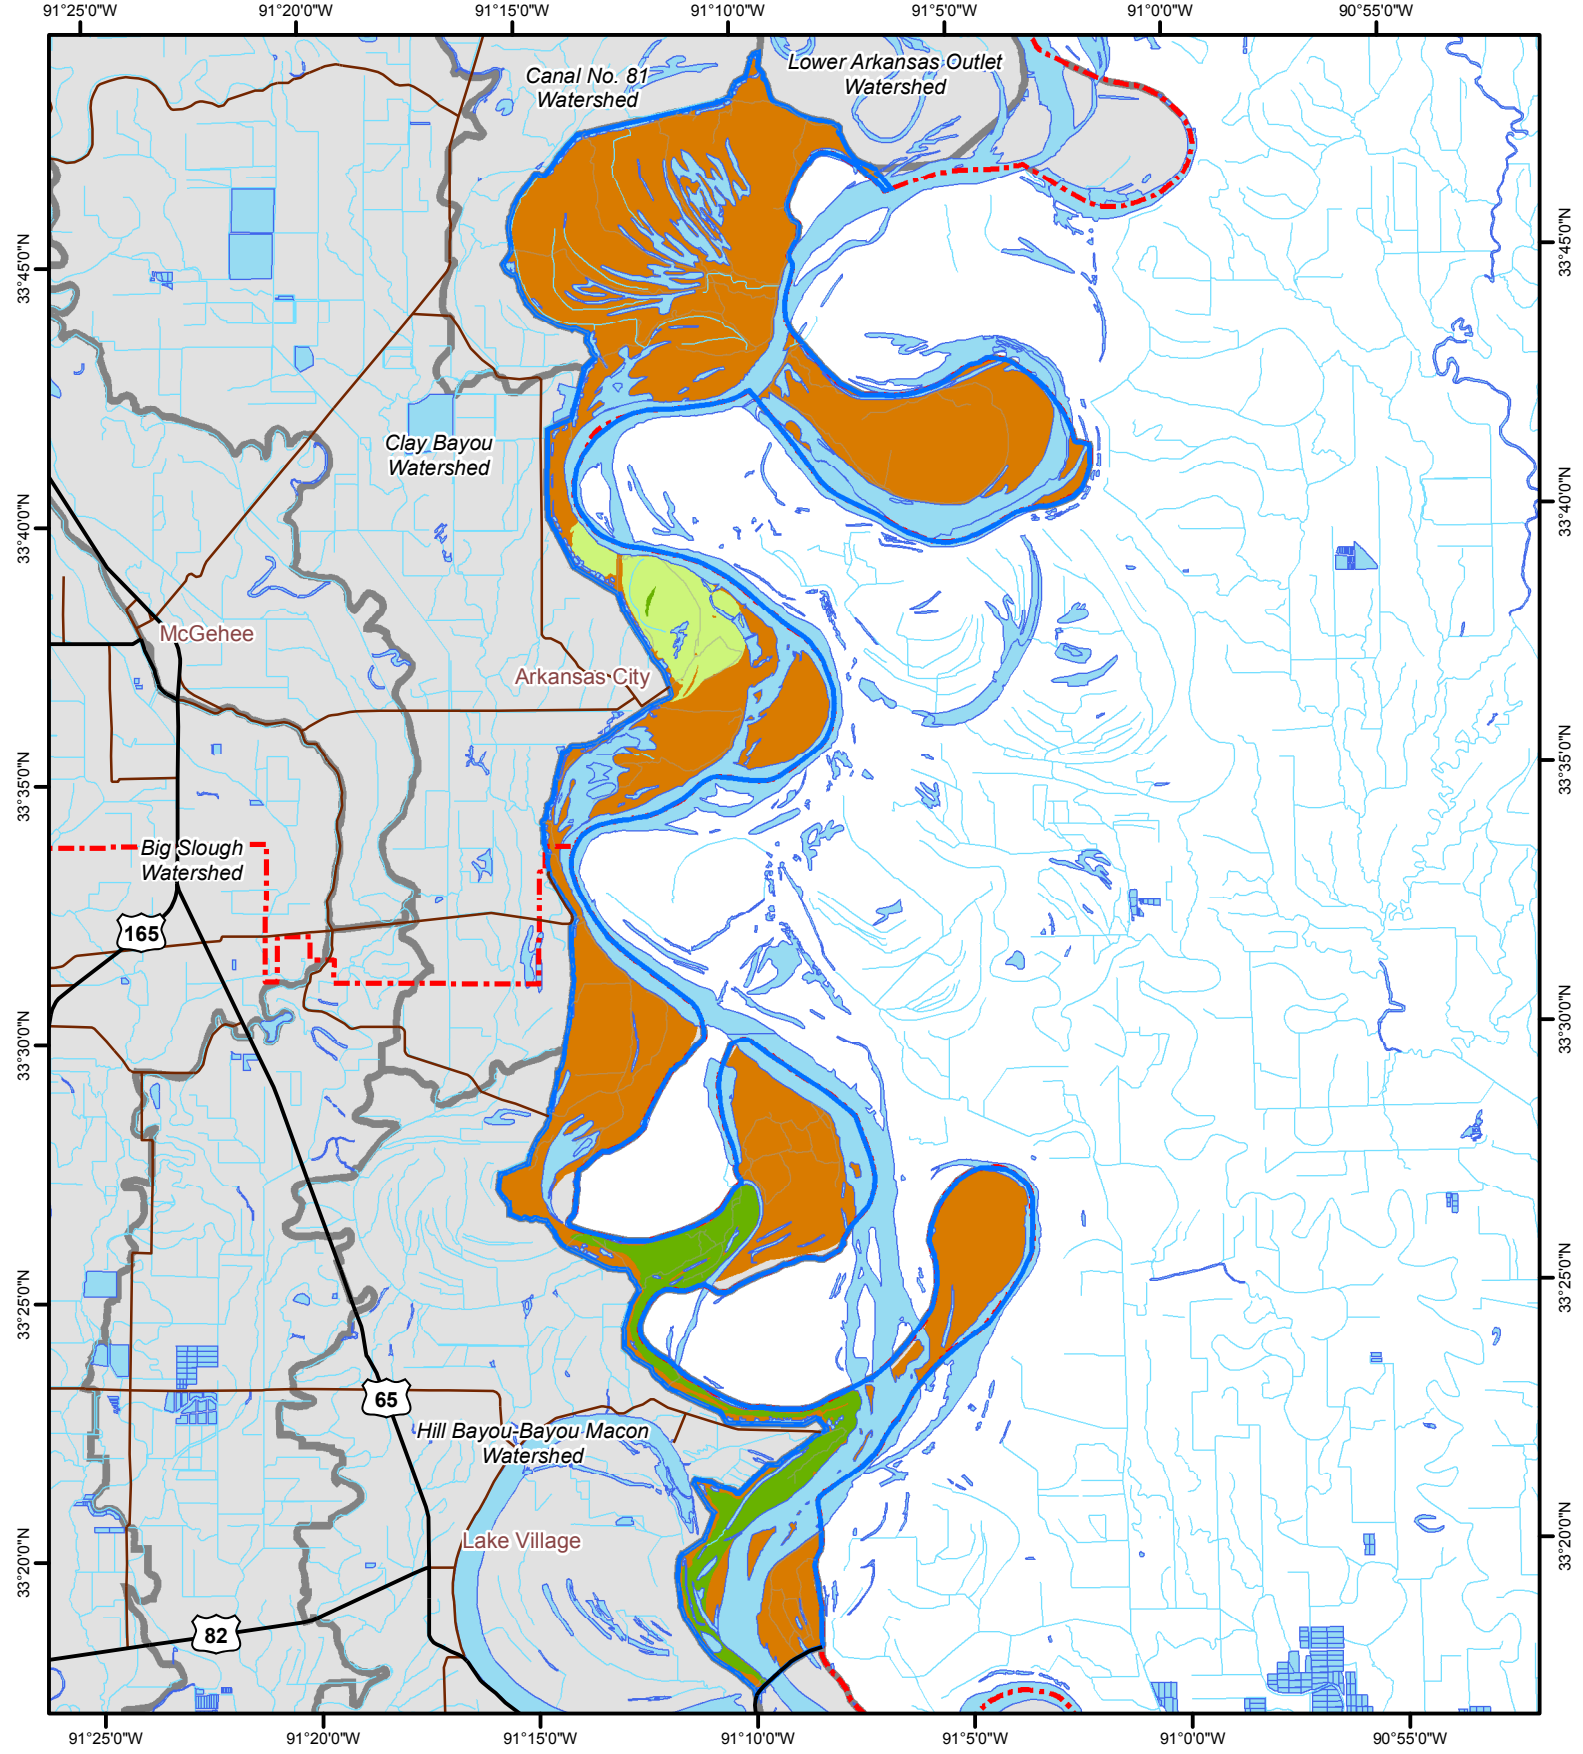 91°25'0"W 91°20'0"W 91°15'0"W 91°10'0"W 91°5'0"W 91°0'0"W 90°55'0"W
Canal No. 81
Watershed
Lower Arkansas Outlet
Watershed
33°45'0"N
33°45'0"N
Clay Bayou
Watershed
33°40'0"N
33°40'0"N
McGehee
Arkansas City
33°35'0"N
33°35'0"N
Big Slough
Watershed
165
33°30'0"N
33°30'0"N
33°25'0"N
33°25'0"N
65
Hill Bayou-Bayou Macon
Watershed
Lake Village
33°20'0"N
33°20'0"N
82
91°25'0"W 91°20'0"W 91°15'0"W 91°10'0"W 91°5'0"W 91°0'0"W 90°55'0"W